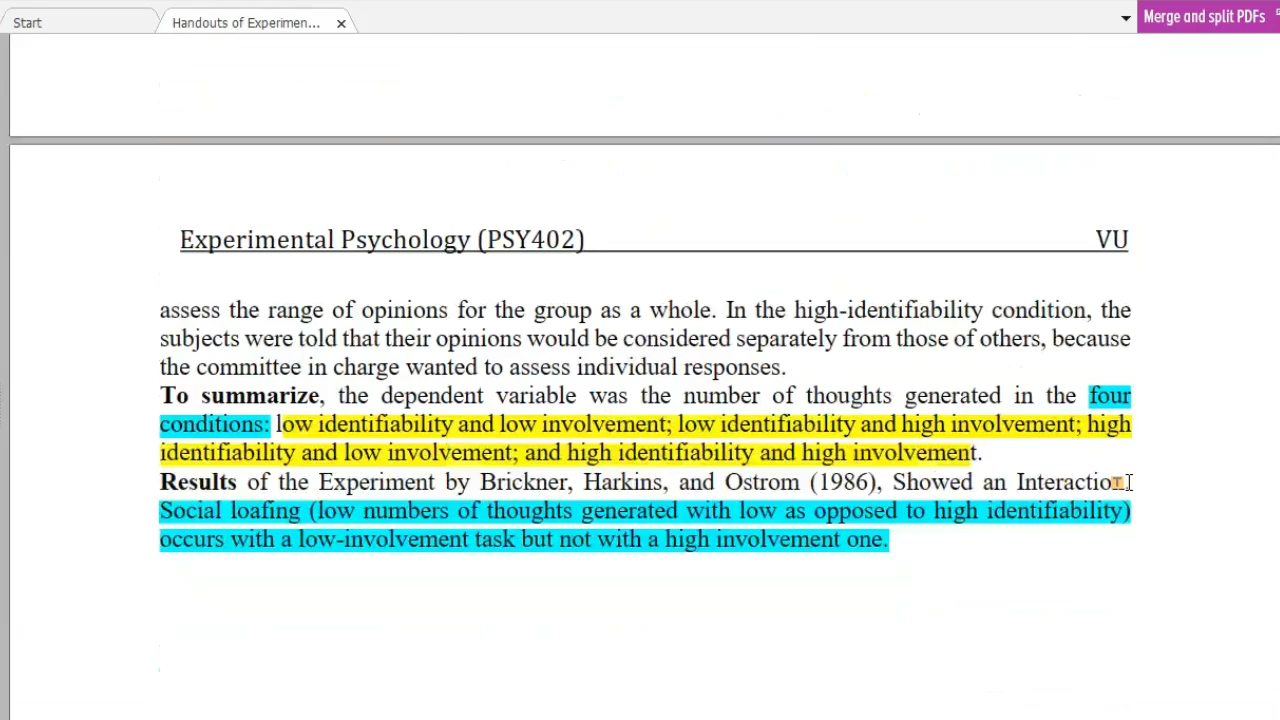 Start
Handouts of Experimen...
Merge and split PDFs
Experimental Psychology (PSY402) VU
assess the range of opinions for the group as a whole. In the high-identifiability condition, the
subjects were told that their opinions would be considered separately from those of others, because
the committee in charge wanted to assess individual responses.
To summarize, the dependent variable was the number of thoughts generated in the four
conditions: low identifiability and low involvement; low identifiability and high involvement; high
identifiability and low involvement; and high identifiability and high involvement.
Results of the Experiment by Brickner, Harkins, and Ostrom (1986), Showed an Interactio
Social loafing (low numbers of thoughts generated with low as opposed to high identifiability)
occurs with a low-involvement task but not with a high involvement one.